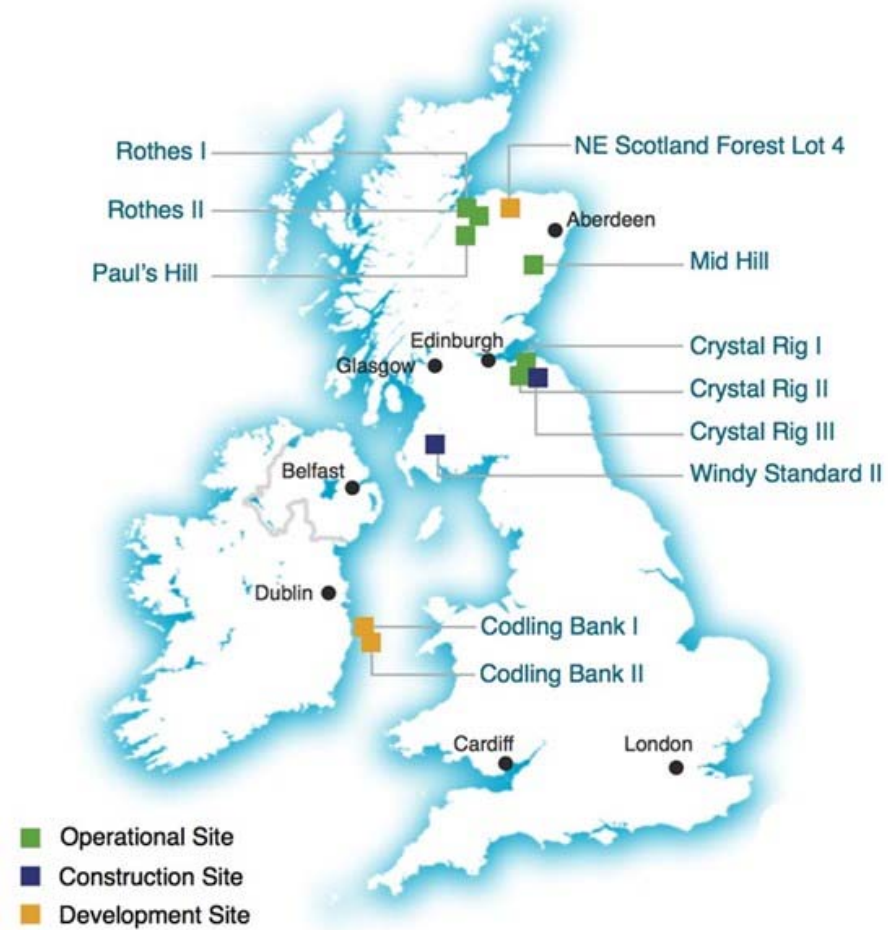 Rothes I
NE Scotland Forest Lot 4
Rothes II
Aberdeen
Paul's Hill
Mid Hill
Edinburgh
Crystal Rig I
Glasgow
Crystal Rig II
Crystal Rig III
Belfast
Windy Standard II
Dublin
Codling Bank I
Codling Bank II
Cardiff
London
Operational Site
Construction Site
Development Site